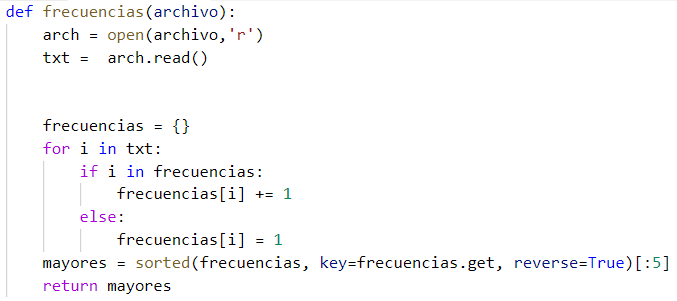 def frecuencias(archivo):
    arch = open(archivo,'r')
    txt =  arch.read()
    frecuencias = {}
    for i in txt:
        if i in frecuencias:
            frecuencias[i] += 1
        else:
            frecuencias[i] = 1
    mayores = sorted(frecuencias, key=frecuencias.get, reverse=True)[:5]
    return mayores